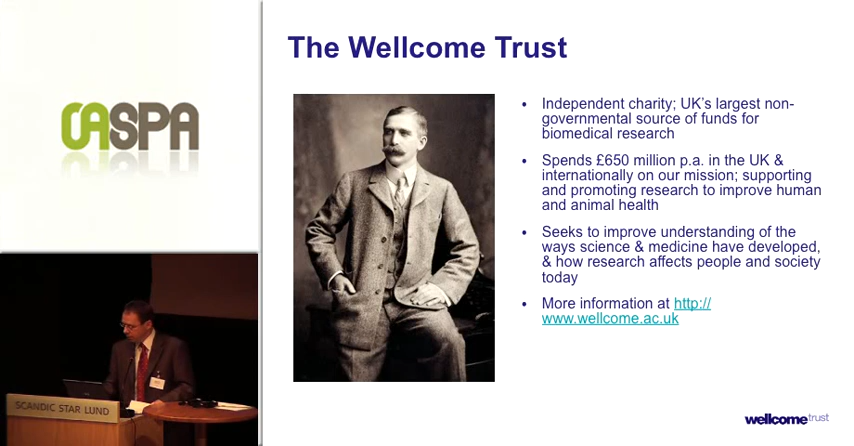 OASPA
SCANDIC STAR LUND
The Wellcome Trust
• Independent charity; UK's largest non-
governmental source of funds for
biomedical research
• Spends £650 million p.a. in the UK &
internationally on our mission; supporting
and promoting research to improve human
and animal health
• Seeks to improve understanding of the
ways science & medicine have developed,
& how research affects people and society
today
• More information at http://
www.wellcome.ac.uk
wellcometrust